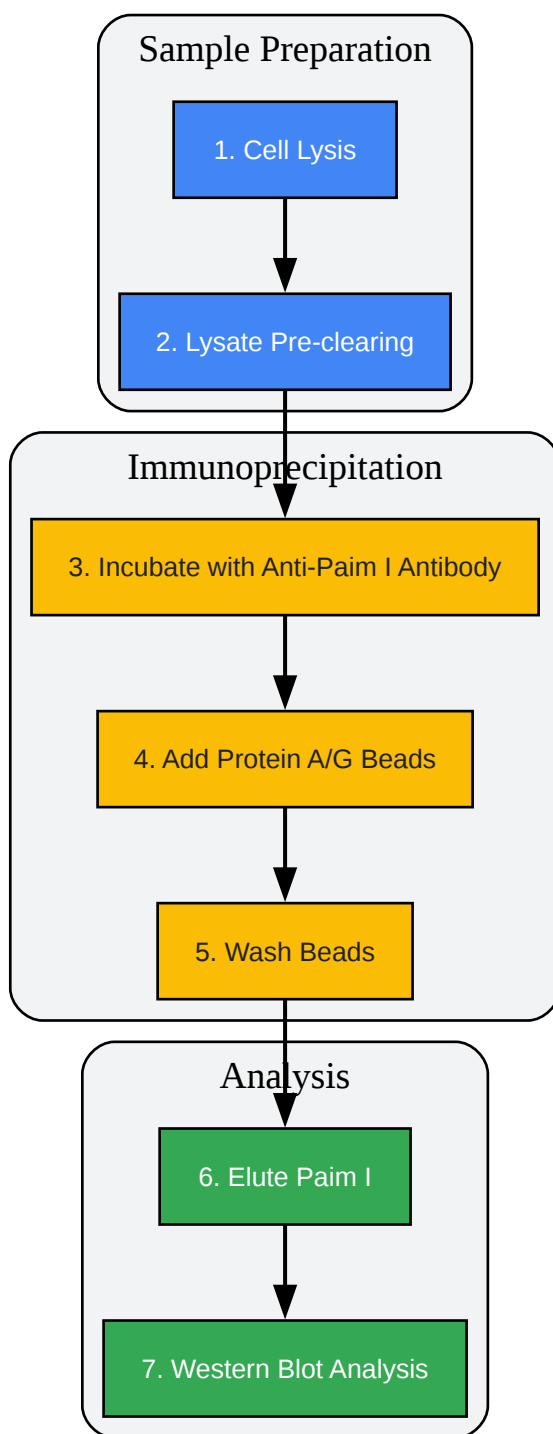 Sample Preparation
1. Cell Lysis
2. Lysate Pre-clearing
Immunoprecipitation
3. Incubate with Anti-Paim I Antibody
4. Add Protein A/G Beads
5. Wash Beads
Analysis
6. Elute Paim I
7. Western Blot Analysis